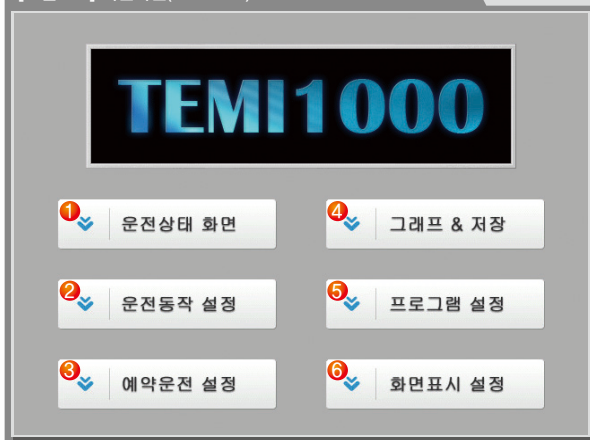 TEMI1000
1 운전상태 화면
4 그래프 & 저장
2 운전동작 설정
5 프로그램 설정
3 예약운전 설정
6 화면표시 설정